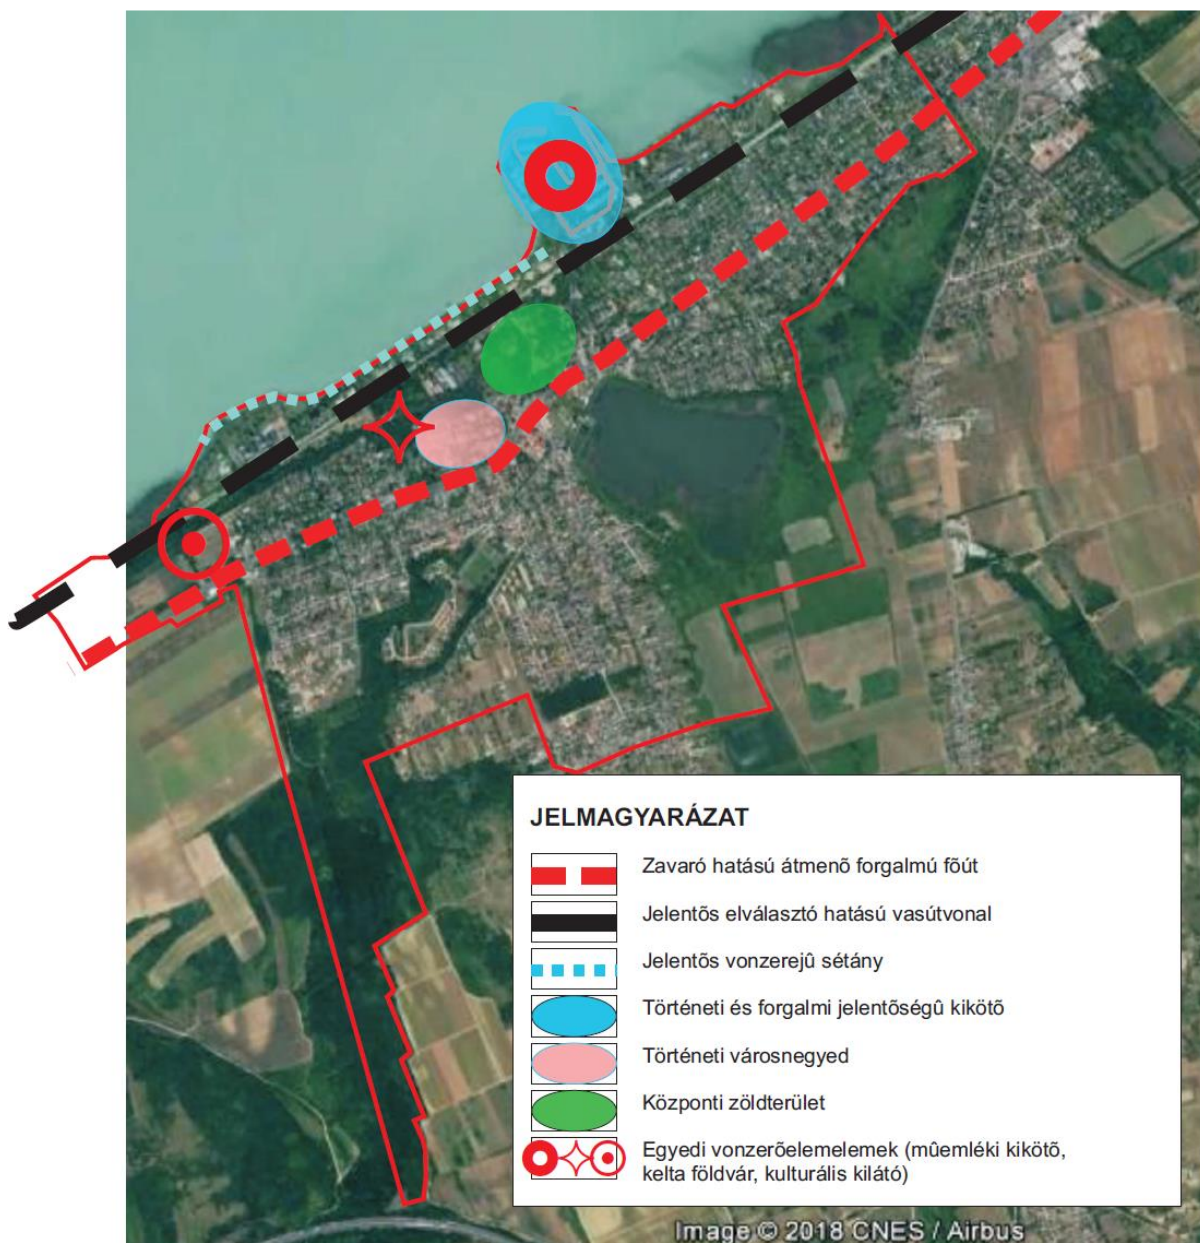 JELMAGYARÁZAT
Zavaró hatású átmenõ forgalmú fõút
Jelentõs elválasztó hatású vasútvonal
Jelentõs vonzerejû sétány
Történeti és forgalmi jelentõségû kikötõ
Történeti városnegyed
Központi zöldterület
Egyedi vonzerõelemelemek (mûemléki kikötõ,
kelta földvár, kulturális kilátó)
Image © 2018 CNES / Airbus